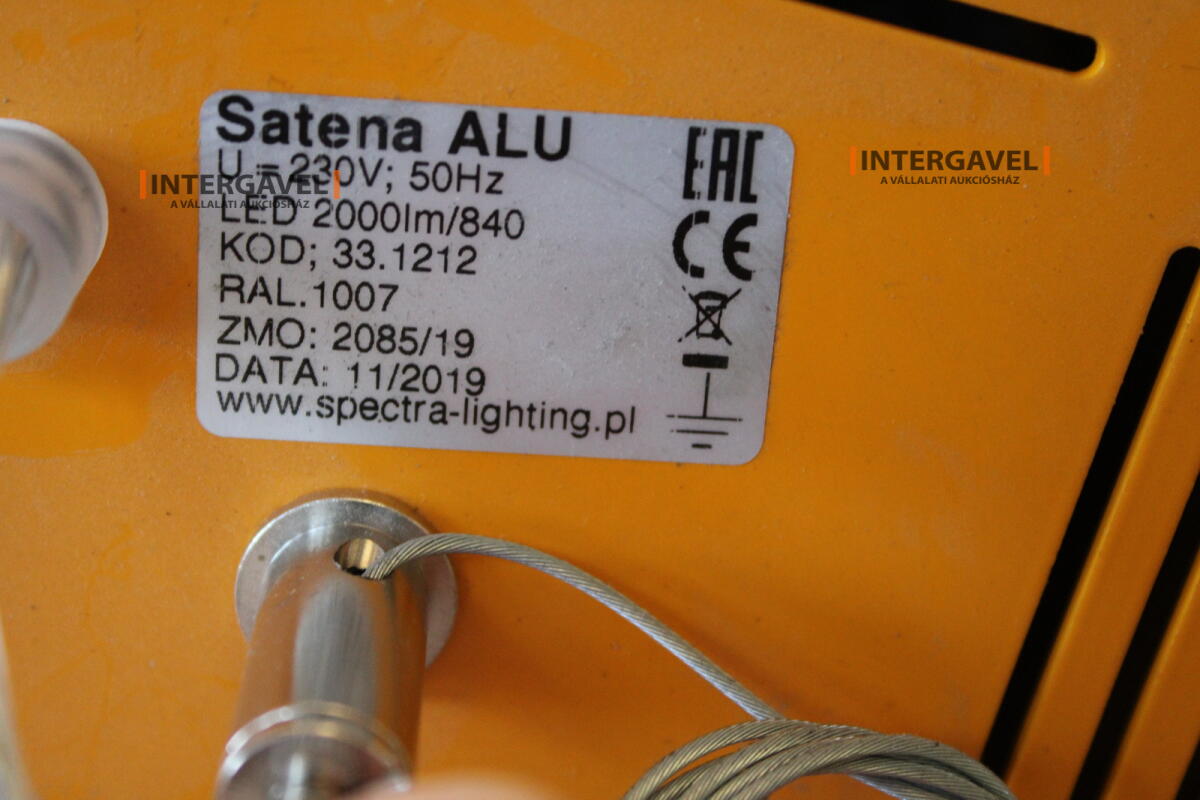 Satena ALU
U = 230V; 50Hz
LED 2000lm/840
KOD; 33.1212
RAL.1007
ZMO: 2085/19
DATA: 11/2019
www.spectra-lighting.pl
EAC
CE
INTERGAVEL
A VÁLLALATI AUKCIÓSHÁZ
INTERGAVEL
A VÁLLALATI AUKCIÓSHÁZ